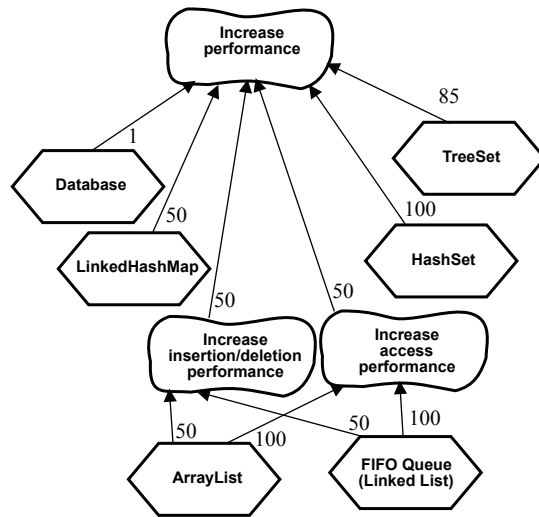 Increase
performance
85
1
TreeSet
Database
50
100
LinkedHashMap
HashSet
50
50
Increase
insertion/deletion
performance
Increase
access
performance
50
100
50
100
ArrayList
FIFO Queue
(Linked List)